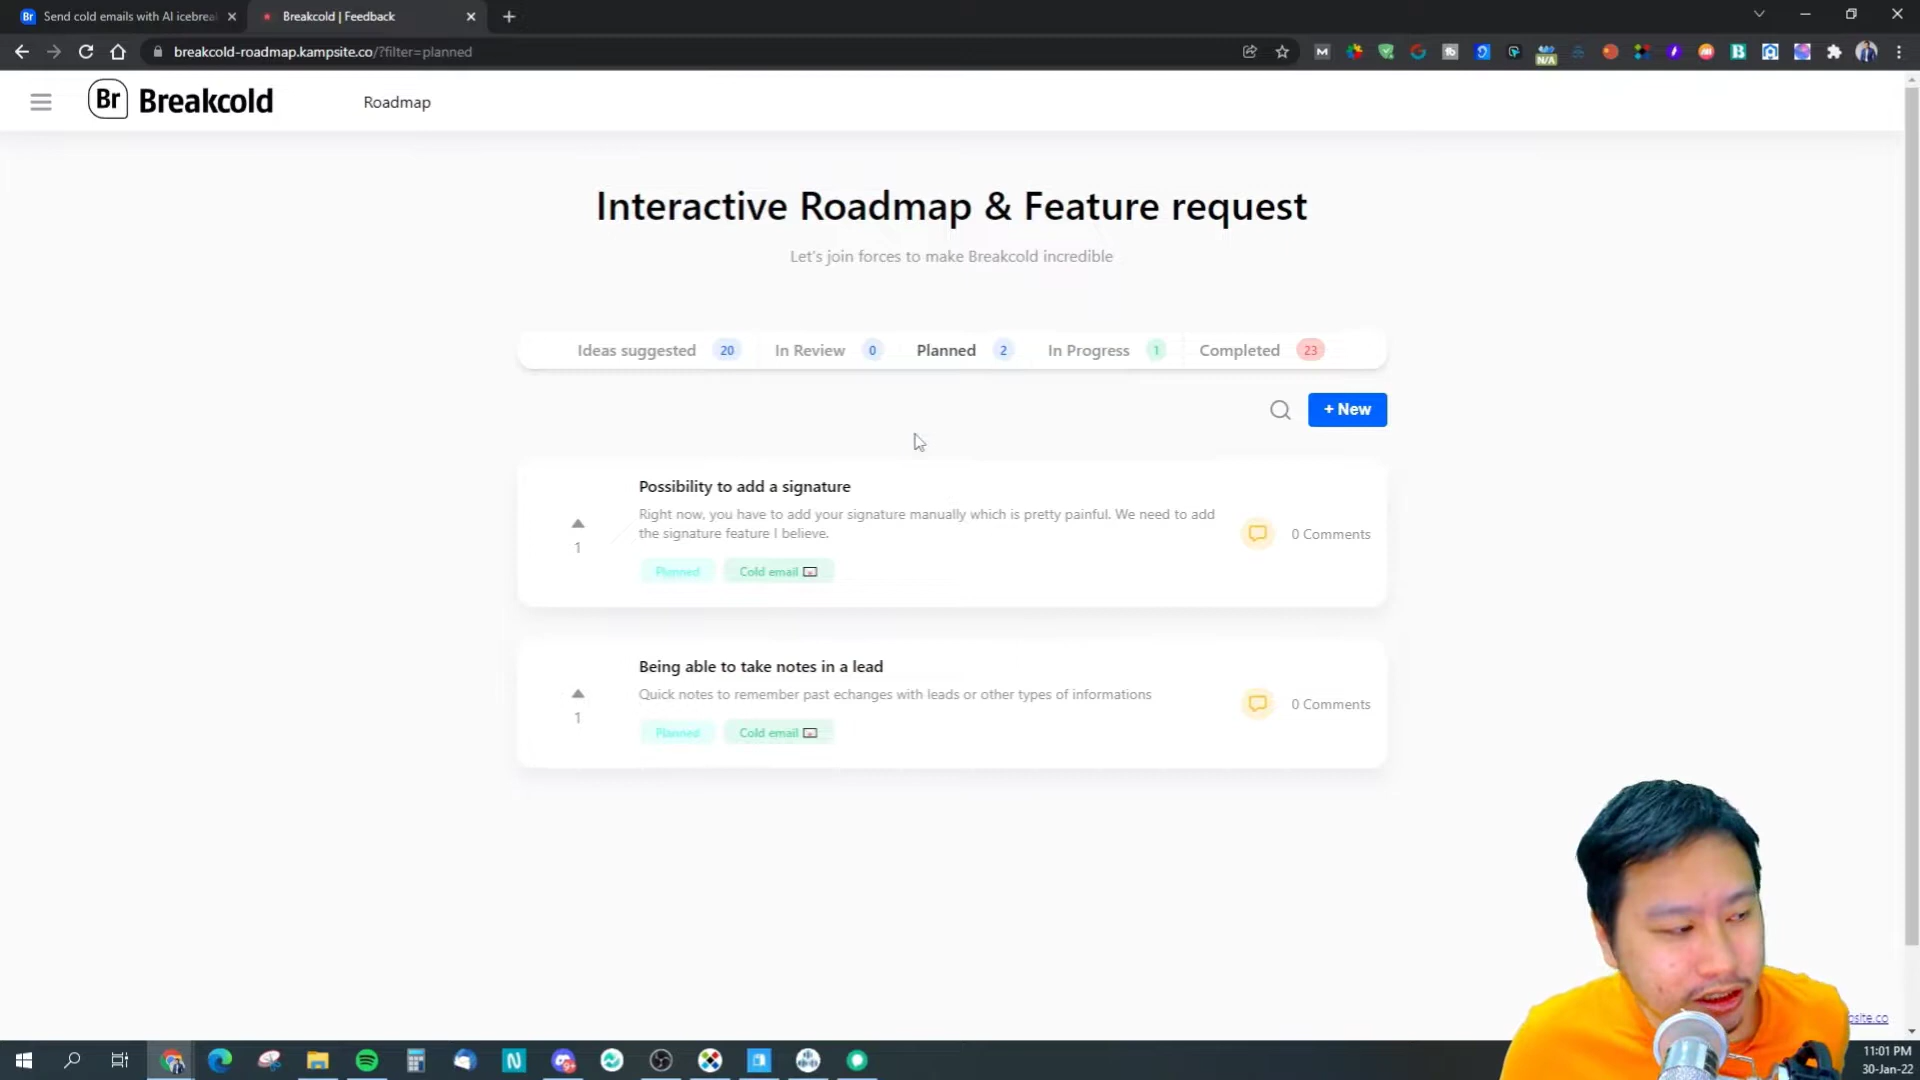 Br Send cold emails with AI icebrea
Breakcold | Feedback
breakcold-roadmap.kampsite.co/?filter=planned
N/A
Br Breakcold
Roadmap
Interactive Roadmap & Feature request
Let's join forces to make Breakcold incredible
Ideas suggested 20 In Review 0 Planned 2 In Progress 1 Completed 23
+ New
Possibility to add a signature
Right now, you have to add your signature manually which is pretty painful. We need to add
the signature feature I believe.
1
0 Comments
Planned Cold email
Being able to take notes in a lead
Quick notes to remember past echanges with leads or other types of informations
1
0 Comments
Planned Cold email
psite.co
11:01 PM
30-Jan-22